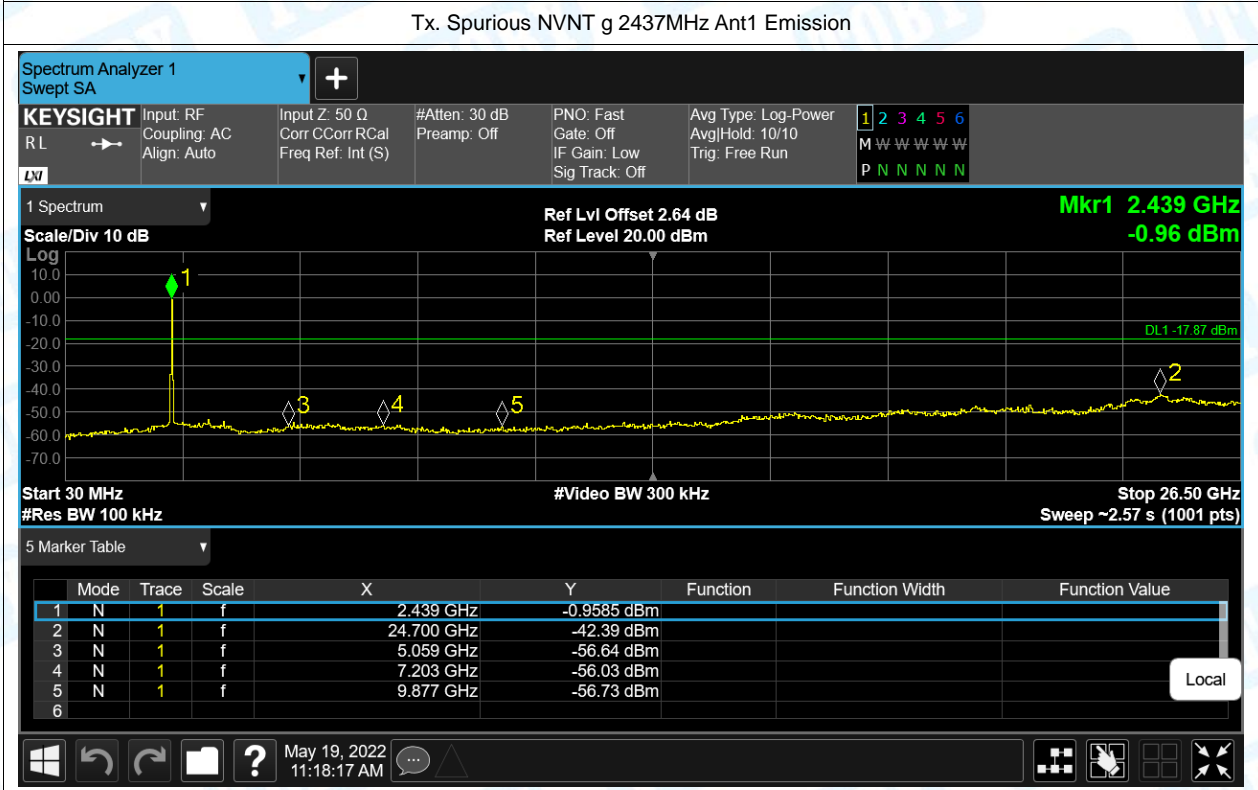 Tx. Spurious NVNT g 2437MHz Ant1 Emission
Spectrum Analyzer 1
Swept SA
KEYSIGHT
R L
LXI
Input: RF
Coupling: AC
Align: Auto
Input Z: 50 Ω
Corr CCorr RCal
Freq Ref: Int (S)
#Atten: 30 dB
Preamp: Off
PNO: Fast
Gate: Off
IF Gain: Low
Sig Track: Off
Avg Type: Log-Power
Avg|Hold: 10/10
Trig: Free Run
1 2 3 4 5 6
M W W W W W
P N N N N N
1 Spectrum
Scale/Div 10 dB
Ref Lvl Offset 2.64 dB
Ref Level 20.00 dBm
Mkr1 2.439 GHz
-0.96 dBm
Log
10.0
0.00
-10.0
-20.0
-30.0
-40.0
-50.0
-60.0
-70.0
1
DL1 -17.87 dBm
2
3
4
5
Start 30 MHz
#Video BW 300 kHz
Stop 26.50 GHz
#Res BW 100 kHz
Sweep ~2.57 s (1001 pts)
5 Marker Table
Mode Trace Scale X Y Function Function Width Function Value
1 N 1 f 2.439 GHz -0.9585 dBm
2 N 1 f 24.700 GHz -42.39 dBm
3 N 1 f 5.059 GHz -56.64 dBm
4 N 1 f 7.203 GHz -56.03 dBm
5 N 1 f 9.877 GHz -56.73 dBm
6
Local
May 19, 2022
11:18:17 AM